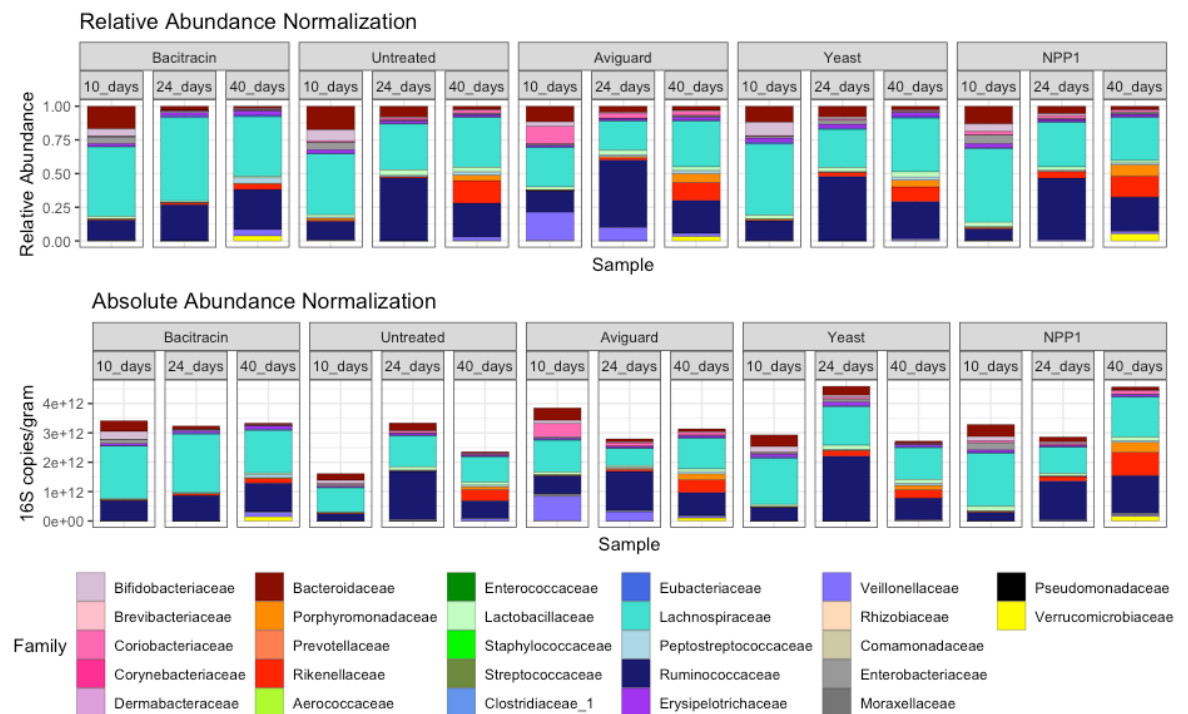 Relative Abundance Normalization
Bacitracin Untreated Aviguard Yeast NPP1
10_days 24_days 40_days 10_days 24_days 40_days 10_days 24_days 40_days 10_days 24_days 40_days 10_days 24_days 40_days
Relative Abundance
1.00
0.75
0.50
0.25
0.00
Sample
Absolute Abundance Normalization
Bacitracin Untreated Aviguard Yeast NPP1
10_days 24_days 40_days 10_days 24_days 40_days 10_days 24_days 40_days 10_days 24_days 40_days 10_days 24_days 40_days
16S copies/gram
4e+12
3e+12
2e+12
1e+12
0e+00
Sample
Family
Bifidobacteriaceae Bacteroidaceae Enterococcaceae Eubacteriaceae Veillonellaceae Pseudomonadaceae
Brevibacteriaceae Porphyromonadaceae Lactobacillaceae Lachnospiraceae Rhizobiaceae Verrucomicrobiaceae
Coriobacteriaceae Prevotellaceae Staphylococcaceae Peptostreptococcaceae Comamonadaceae
Corynebacteriaceae Rikenellaceae Streptococcaceae Ruminococcaceae Enterobacteriaceae
Dermabacteraceae Aerococcaceae Clostridiaceae_1 Erysipelotrichaceae Moraxellaceae